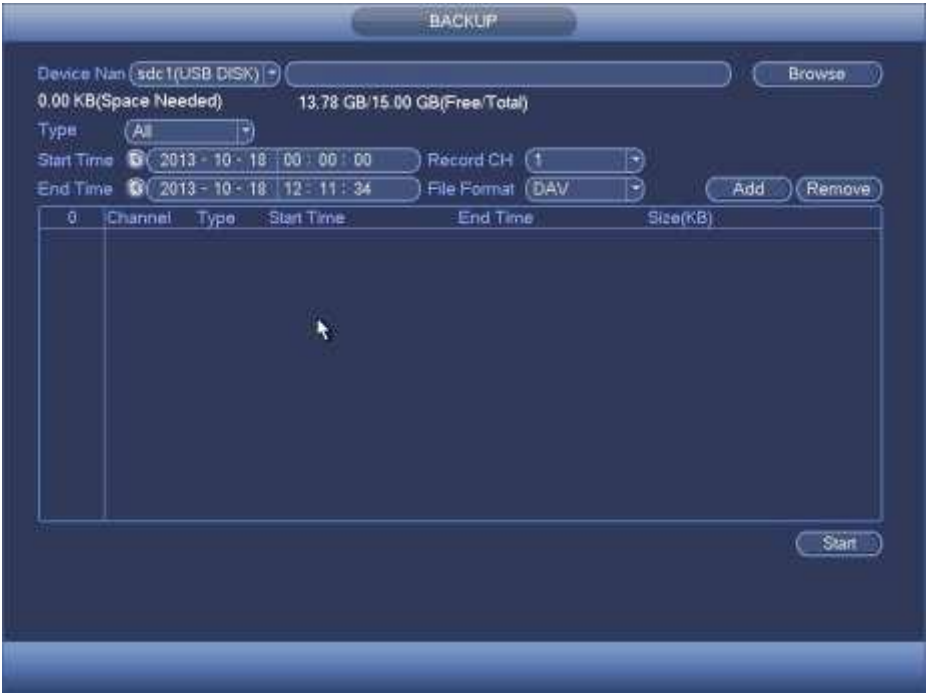 BACKUP
Device Nan sdc1(USB DISK) Browse
0.00 KB(Space Needed) 13.78 GB/15.00 GB(Free/Total)
Type All
Start Time 2013 - 10 - 18 00 : 00 : 00 Record CH 1
End Time 2013 - 10 - 18 12 : 11 : 34 File Format DAV Add Remove
0 Channel Type Start Time End Time Size(KB)
Start